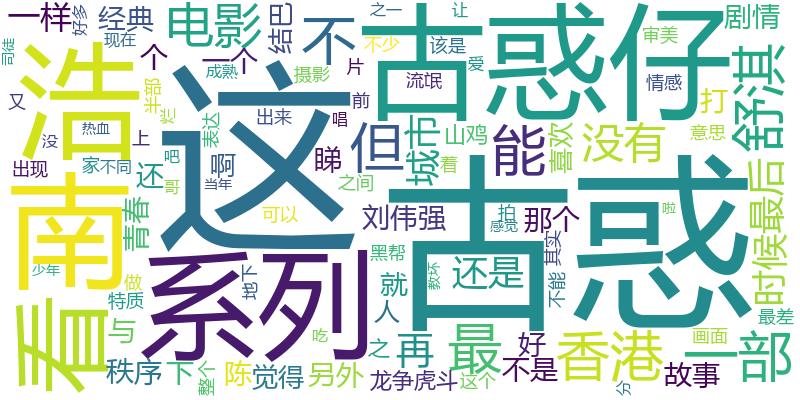 一样
好多
经典
电影
结巴
不
之一
让
古惑仔
剧情
司徒
现在
浩
个
一个
不少
该是
审美
又
成熟
摄影
片
流氓
爱
情感
舒淇
半部
这
前
打
没
热血
烂
表达
出来
唱
但
城市
山鸡
能
喜欢
没有
意思
上
出现
家不同
还
吧
啊
睇
着
哥
当年
之间
南
青春
可以
刘伟强
拍
感觉
那个
古惑
啦
最后
时候
少年
做
特质
地下
系列
黑帮
就
教坏
还是
其实
不能
看
与
人
最差
秩序
下
整个
陈
觉得
另外
吃
之
再
龙争虎斗
这个
最
好
不是
香港
分
故事
画面
一部